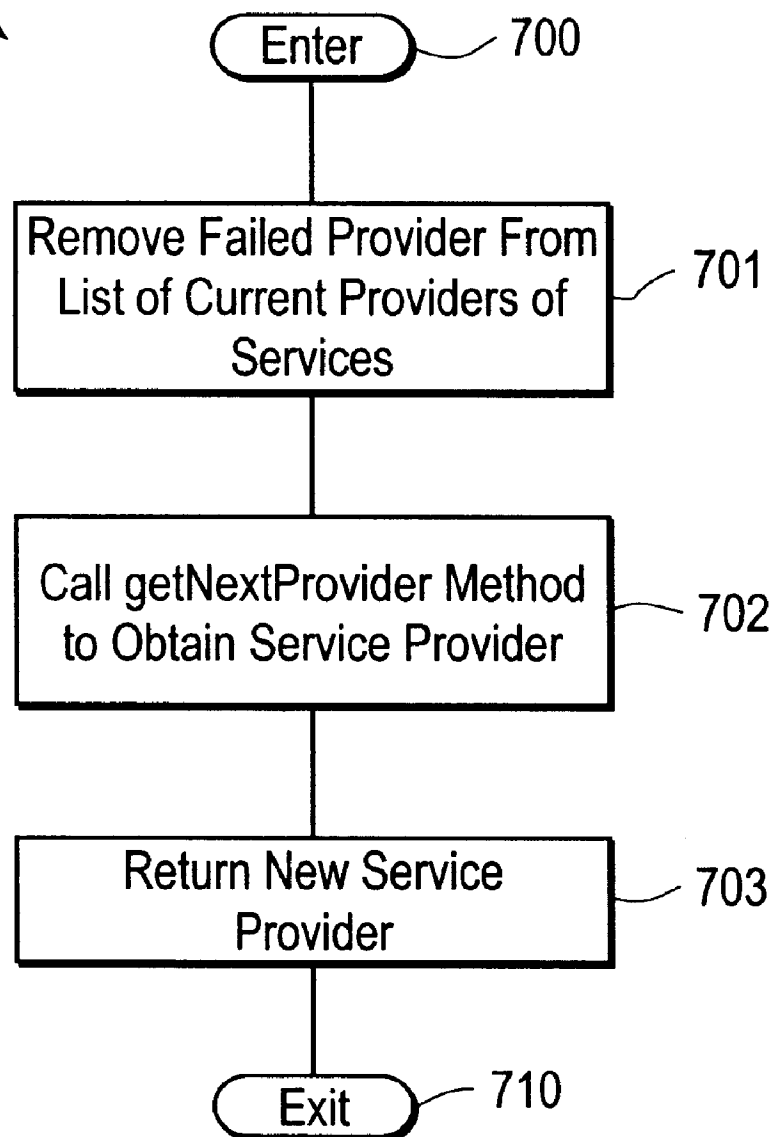 Enter
700
Remove Failed Provider From
List of Current Providers of
Services
701
Call getNextProvider Method
to Obtain Service Provider
702
Return New Service
Provider
703
Exit
710